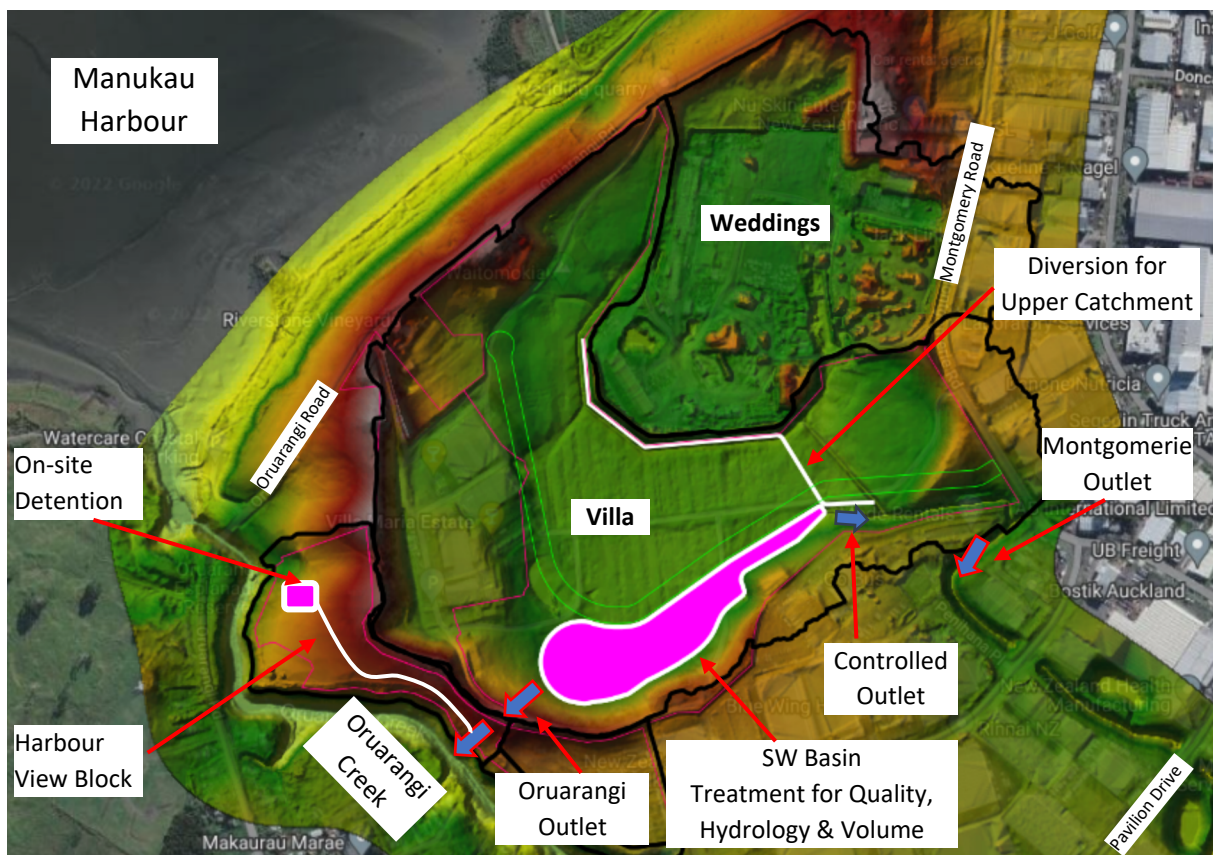 Manukau
Harbour
© 2022 Google
Weddings
Montgomery Road
Diversion for
Upper Catchment
Riverstone Vineyard
Oruarangi Road
On-site
Detention
Villa Maria Estate
Villa
Montgomerie
Outlet
UB Freight
Bostik Auckland
Controlled
Outlet
Harbour
View Block
Oruarangi
Creek
Oruarangi
Outlet
SW Basin
Treatment for Quality,
Hydrology & Volume
Pavilion Drive
Makaurau Marae